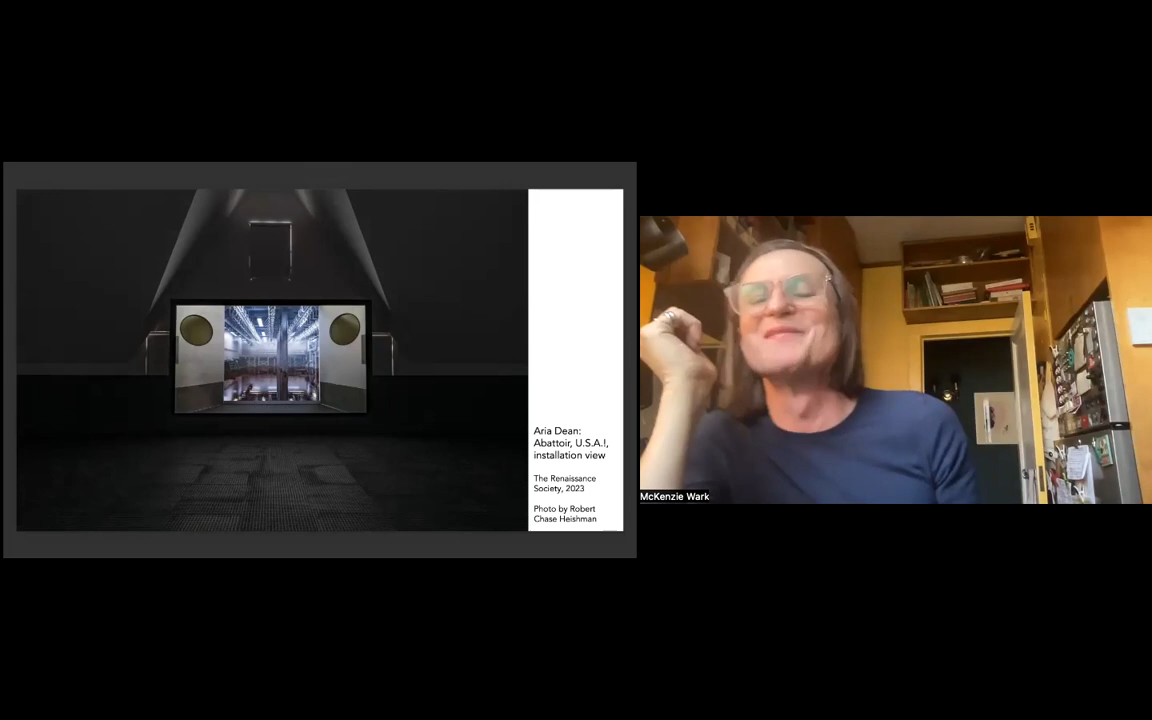 Aria Dean:
Abattoir, U.S.A.!,
installation view
The Renaissance
Society, 2023
Photo by Robert
Chase Heishman
McKenzie Wark